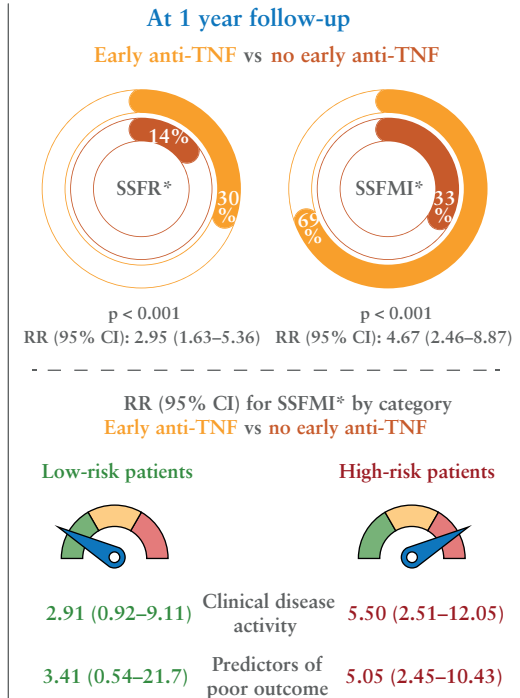 At 1 year follow-up
Early anti-TNF vs no early anti-TNF
14%
SSFR*
30
%
33
%
SSFMI*
69
%
p < 0.001
RR (95% CI): 2.95 (1.63–5.36)
p < 0.001
RR (95% CI): 4.67 (2.46–8.87)
RR (95% CI) for SSFMI* by category
Early anti-TNF vs no early anti-TNF
Low-risk patients
High-risk patients
2.91 (0.92–9.11)
Clinical disease
activity
5.50 (2.51–12.05)
3.41 (0.54–21.7)
Predictors of
poor outcome
5.05 (2.45–10.43)